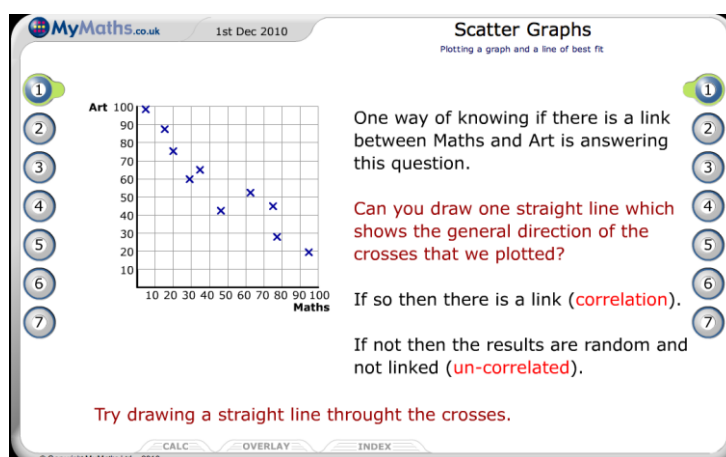 MyMaths.co.uk
1st Dec 2010
Scatter Graphs
Plotting a graph and a line of best fit
1
2
3
4
5
6
7
Art
100
90
80
70
60
50
40
30
20
10
10 20 30 40 50 60 70 80 90 100
Maths
One way of knowing if there is a link
between Maths and Art is answering
this question.
Can you draw one straight line which
shows the general direction of the
crosses that we plotted?
If so then there is a link (correlation).
If not then the results are random and
not linked (un-correlated).
1
2
3
4
5
6
7
Try drawing a straight line throught the crosses.
CALC
OVERLAY
INDEX